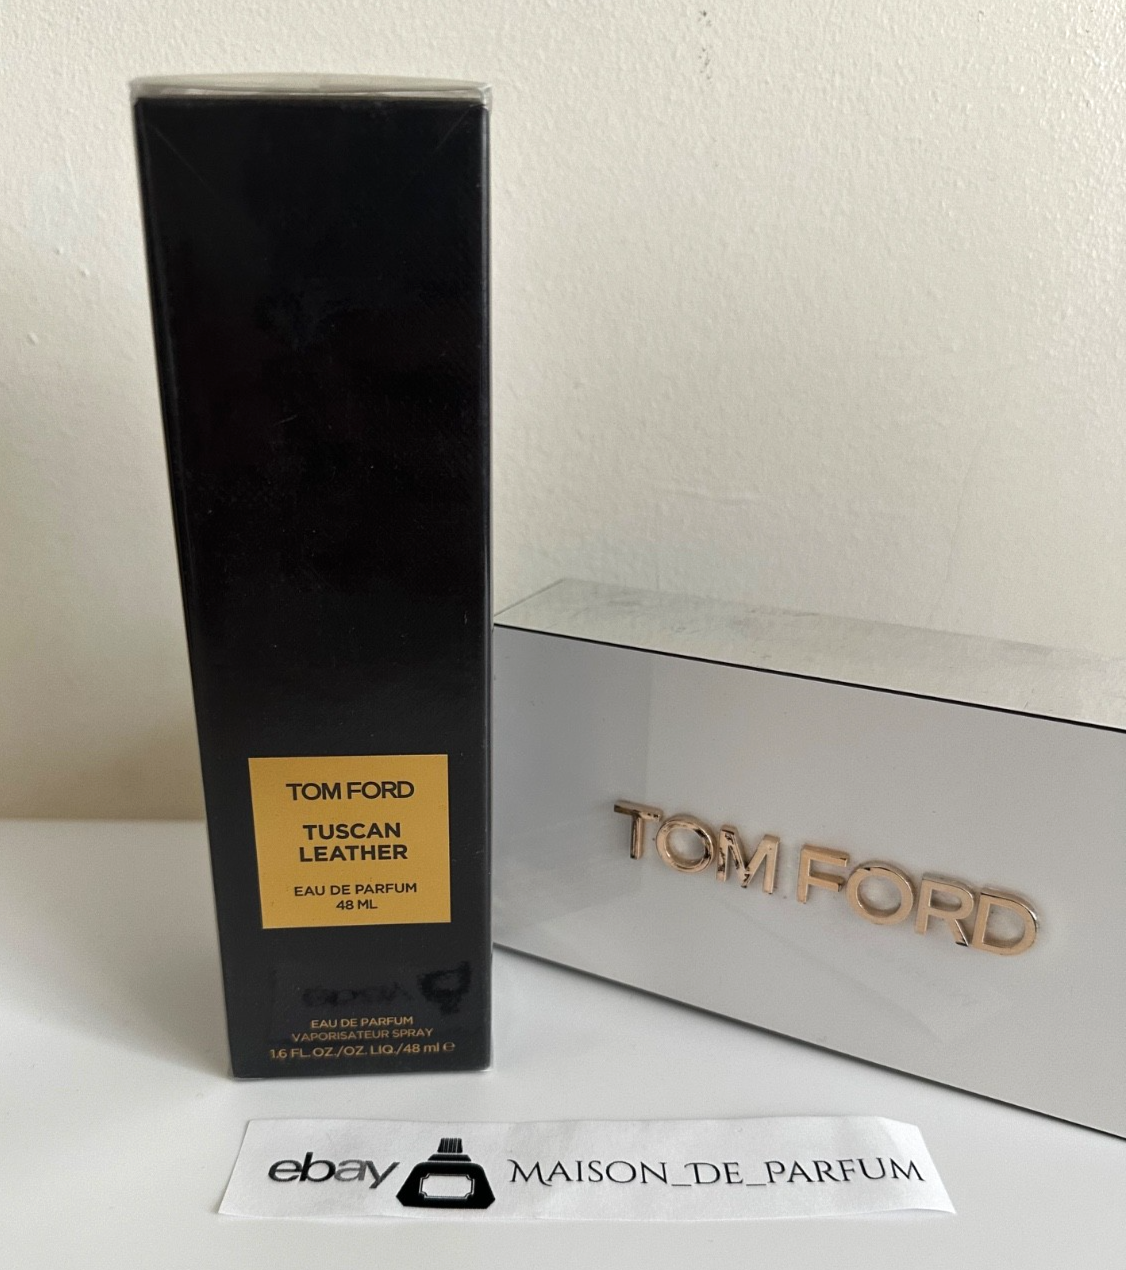 TOM FORD
TUSCAN
LEATHER
EAU DE PARFUM
48 ML
EAU DE PARFUM
VAPORISATEUR SPRAY
1.6 FL. OZ./OZ. LIQ./48 ml ℮
TOM FORD
ebay MAISON_DE_PARFUM